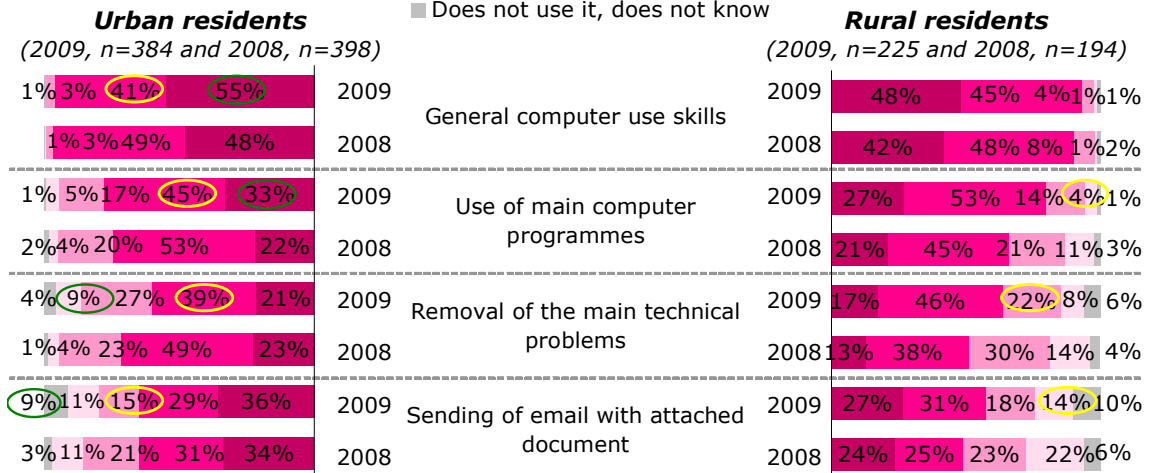 Does not use it, does not know
Urban residents
(2009, n=384 and 2008, n=398)
Rural residents
(2009, n=225 and 2008, n=194)
1% 3% 41% 55% 2009 General computer use skills 2009 48% 45% 4% 1% 1%
1% 3% 49% 48% 2008 2008 42% 48% 8% 1% 2%
1% 5% 17% 45% 33% 2009 Use of main computer 2009 27% 53% 14% 4% 1%
2% 4% 20% 53% 22% 2008 programmes 2008 21% 45% 21% 11% 3%
4% 9% 27% 39% 21% 2009 Removal of the main technical 2009 17% 46% 22% 8% 6%
1% 4% 23% 49% 23% 2008 problems 2008 13% 38% 30% 14% 4%
9% 11% 15% 29% 36% 2009 Sending of email with attached 2009 27% 31% 18% 14% 10%
3% 11% 21% 31% 34% 2008 document 2008 24% 25% 23% 22% 6%